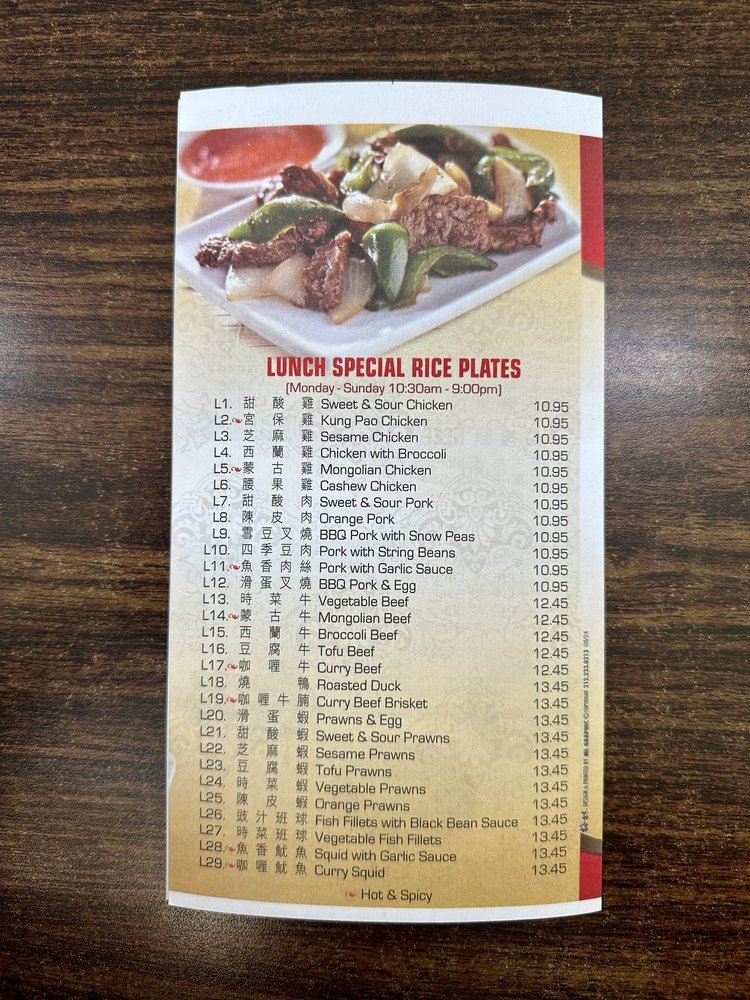 LUNCH SPECIAL RICE PLATES
(Monday - Sunday 10:30am - 9:00pm)
L1. 甜酸雞 Sweet & Sour Chicken 10.95
L2. 宮保雞 Kung Pao Chicken 10.95
L3. 芝麻雞 Sesame Chicken 10.95
L4. 西蘭雞 Chicken with Broccoli 10.95
L5. 蒙古雞 Mongolian Chicken 10.95
L6. 腰果雞 Cashew Chicken 10.95
L7. 甜酸肉 Sweet & Sour Pork 10.95
L8. 陳皮肉 Orange Pork 10.95
L9. 雪豆叉燒 BBQ Pork with Snow Peas 10.95
L10. 四季豆肉 Pork with String Beans 10.95
L11. 魚香肉絲 Pork with Garlic Sauce 10.95
L12. 滑蛋叉燒 BBQ Pork & Egg 10.95
L13. 時菜牛 Vegetable Beef 12.45
L14. 蒙古牛 Mongolian Beef 12.45
L15. 西蘭牛 Broccoli Beef 12.45
L16. 豆腐牛 Tofu Beef 12.45
L17. 咖喱牛 Curry Beef 12.45
L18. 燒鴨 Roasted Duck 13.45
L19. 咖喱牛腩 Curry Beef Brisket 13.45
L20. 滑蛋蝦 Prawns & Egg 13.45
L21. 甜酸蝦 Sweet & Sour Prawns 13.45
L22. 芝麻蝦 Sesame Prawns 13.45
L23. 豆腐蝦 Tofu Prawns 13.45
L24. 時菜蝦 Vegetable Prawns 13.45
L25. 陳皮蝦 Orange Prawns 13.45
L26. 豉汁班球 Fish Fillets with Black Bean Sauce 13.45
L27. 時菜班球 Vegetable Fish Fillets 13.45
L28. 魚香魷魚 Squid with Garlic Sauce 13.45
L29. 咖喱魷魚 Curry Squid 13.45
Hot & Spicy
DESIGN & PRINTED BY © COPYRIGHT 212.233.0213 05/24